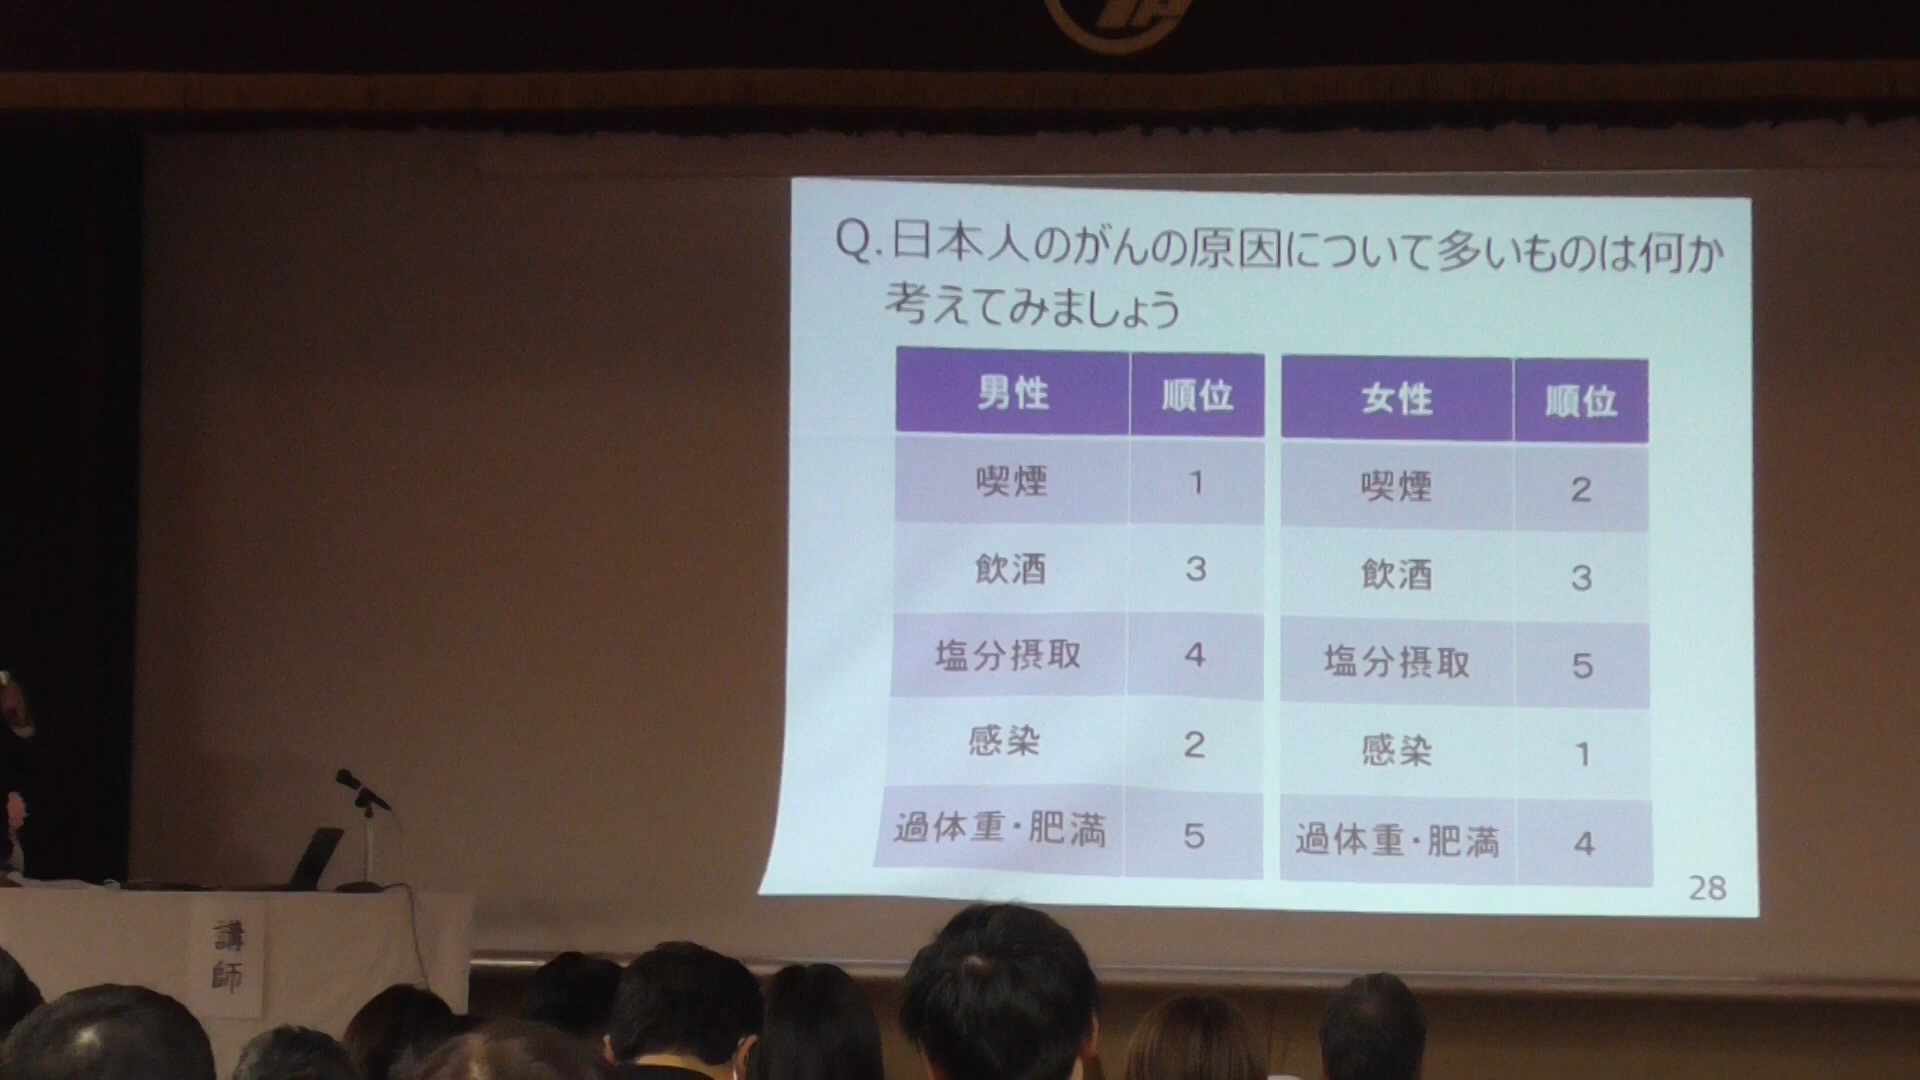 Q.日本人のがんの原因について多いものは何か
考えてみましょう
男性 順位 女性 順位
喫煙 1 喫煙 2
飲酒 3 飲酒 3
塩分摂取 4 塩分摂取 5
感染 2 感染 1
過体重・肥満 5 過体重・肥満 4
28
講師